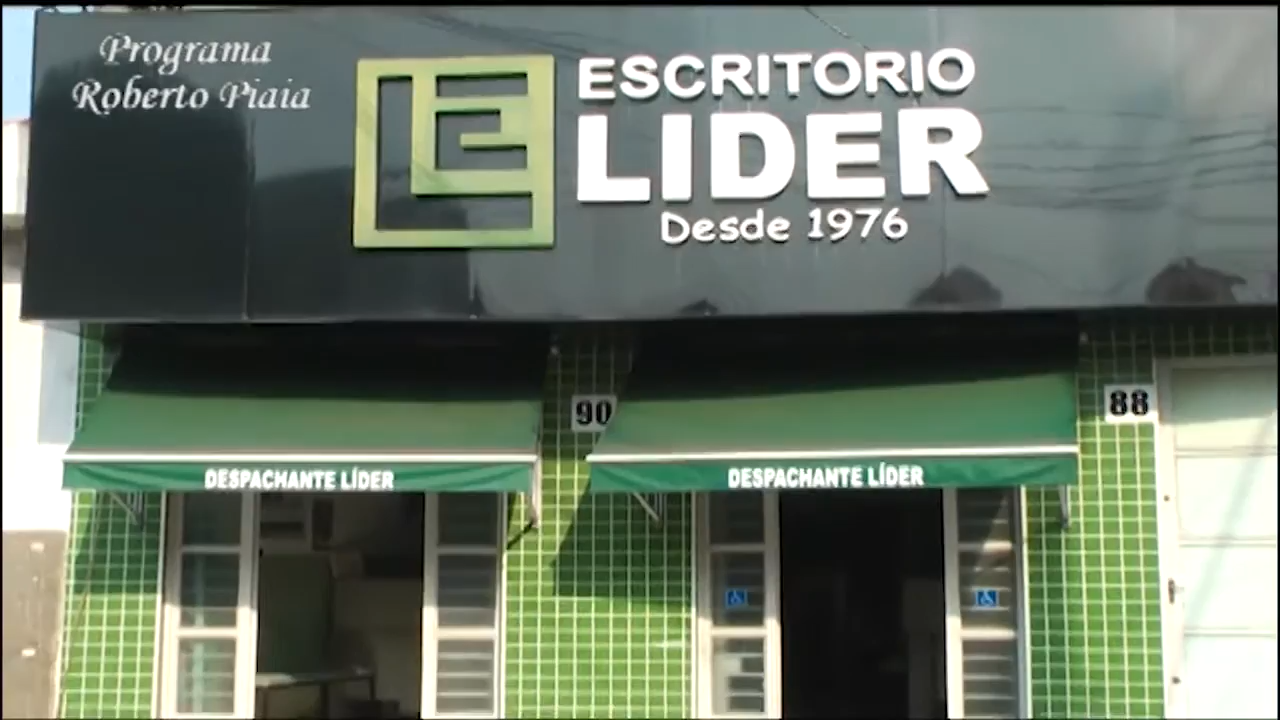 Programa
Roberto Piaia
ESCRITORIO
LIDER
Desde 1976
90
88
DESPACHANTE LÍDER
DESPACHANTE LÍDER